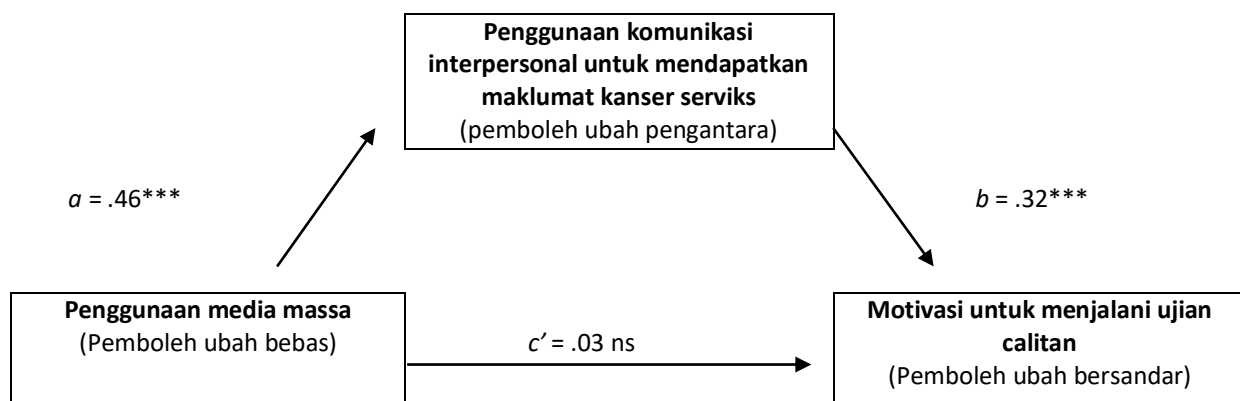 Penggunaan komunikasi
interpersonal untuk mendapatkan
maklumat kanser serviks
(pemboleh ubah pengantara)
a = .46***
b = .32***
Penggunaan media massa
(Pemboleh ubah bebas)
c’ = .03 ns
Motivasi untuk menjalani ujian
calitan
(Pemboleh ubah bersandar)